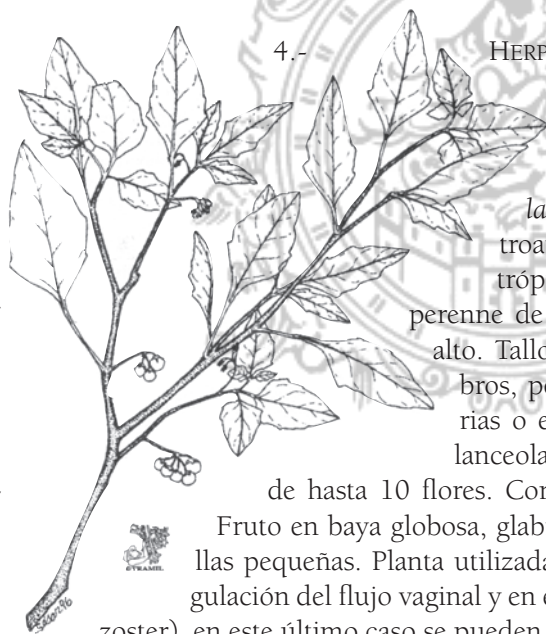 4.- HERP
la
troa
tróp
perenne de
alto. Tallo
bros, po
rias o e
lanceola
de hasta 10 flores. Cor
Fruto en baya globosa, glab
llas pequeñas. Planta utilizada
gulación del flujo vaginal y en e
zoster), en este último caso se pueden
TRAMIL